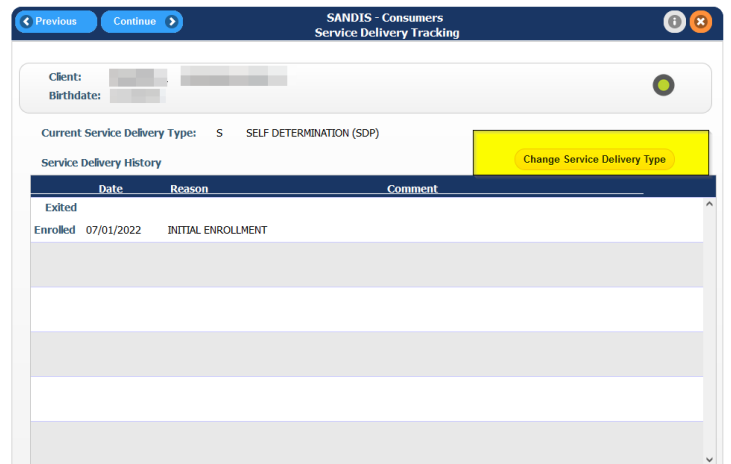 Previous Continue SANDIS - Consumers
Service Delivery Tracking
Client:
Birthdate:
Current Service Delivery Type: S SELF DETERMINATION (SDP)
Service Delivery History Change Service Delivery Type
Date Reason Comment
Exited
Enrolled 07/01/2022 INITIAL ENROLLMENT